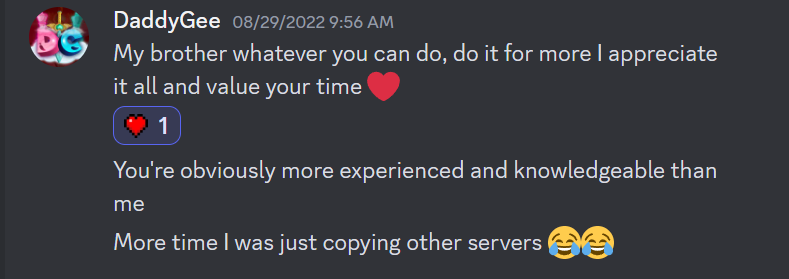 DG
DaddyGee 08/29/2022 9:56 AM
My brother whatever you can do, do it for more I appreciate
it all and value your time ❤️
❤️ 1
You're obviously more experienced and knowledgeable than
me
More time I was just copying other servers 😂😂